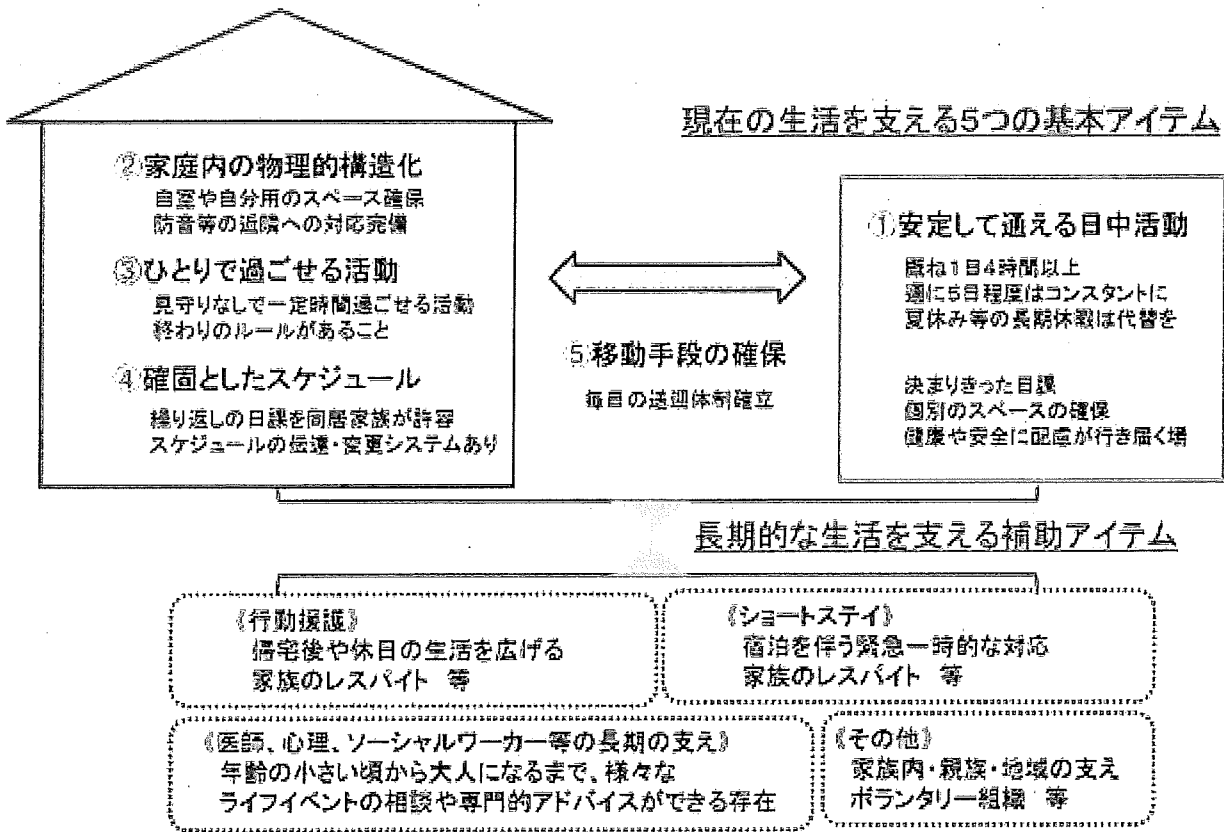 現在の生活を支える5つの基本アイテム
②家庭内の物理的構造化
自室や自分用のスペース確保
防音等の近隣への対応完備
③ひとりで過ごせる活動
見守りなしで一定時間過ごせる活動
終わりのルールがあること
④確固としたスケジュール
繰り返しの日課を同居家族が許容
スケジュールの伝達・変更システムあり
⑤移動手段の確保
毎日の送迎体制確立
①安定して通える日中活動
概ね1日4時間以上
週に5日程度はコンスタントに
夏休み等の長期休暇は代替を
決まりきった日課
個別のスペースの確保
健康や安全に配慮が行き届く場
長期的な生活を支える補助アイテム
《行動援護》
帰宅後や休日の生活を広げる
家族のレスパイト 等
《ショートステイ》
宿泊を伴う緊急一時的な対応
家族のレスパイト 等
《医師、心理、ソーシャルワーカー等の長期の支え》
年齢の小さい頃から大人になるまで、様々な
ライフイベントの相談や専門的アドバイスができる存在
《その他》
家族内・親族・地域の支え
ボランタリー組織 等